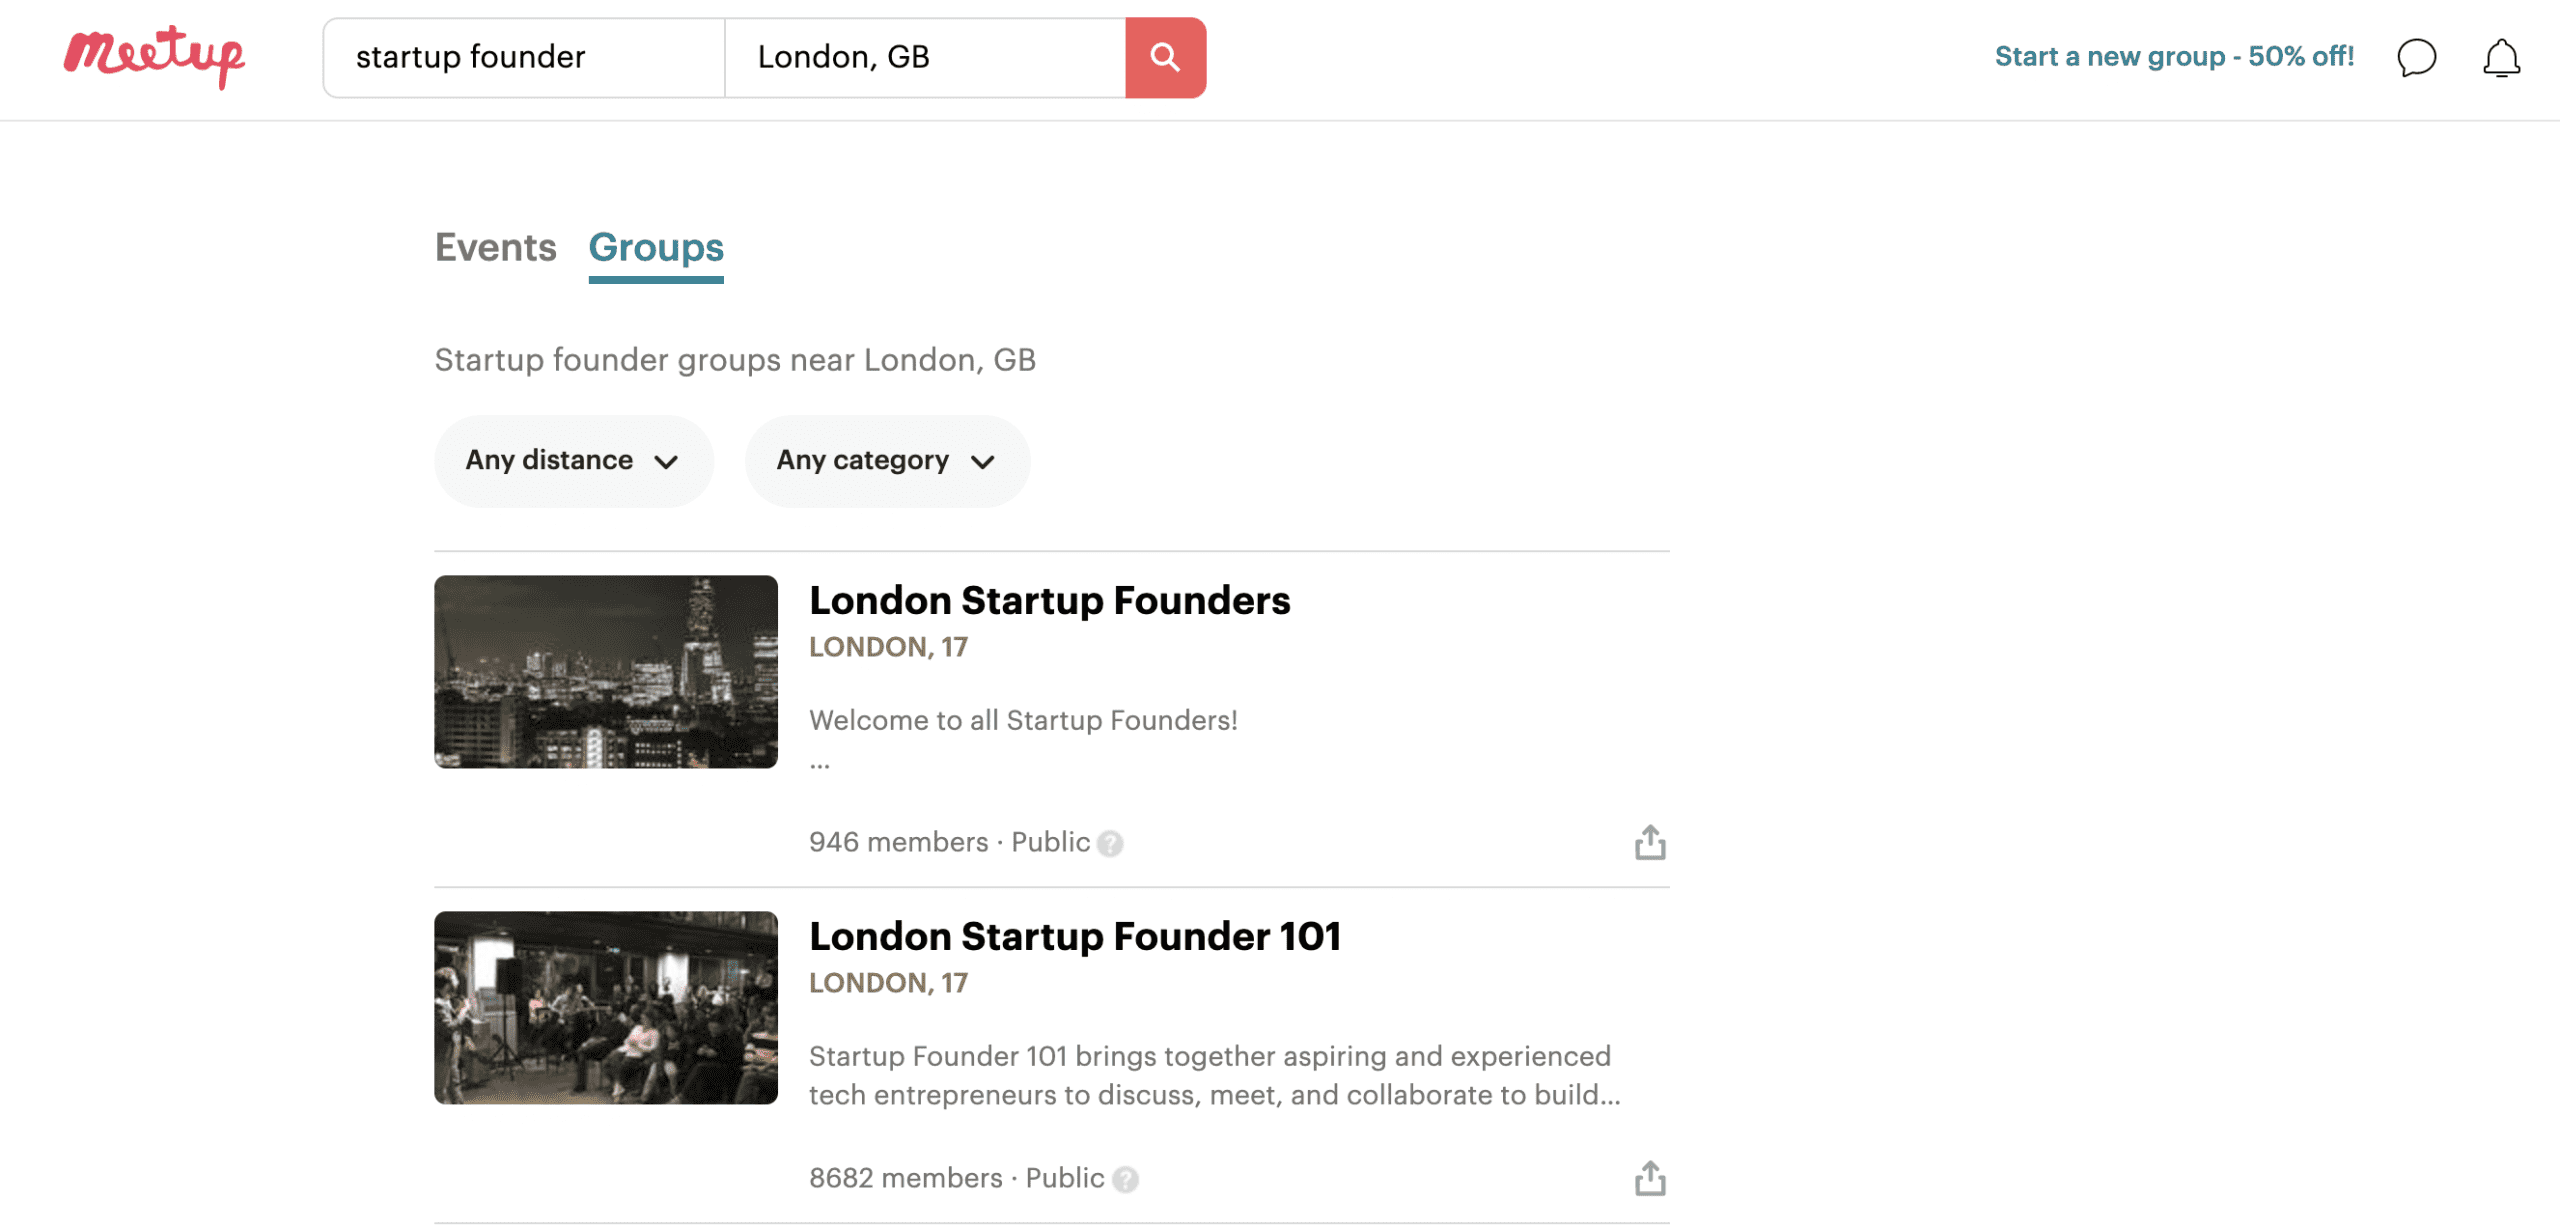 Meetup
startup founder
London, GB
Start a new group - 50% off!
Events Groups
Startup founder groups near London, GB
Any distance
Any category
London Startup Founders
LONDON, 17
Welcome to all Startup Founders!
...
946 members · Public ?
London Startup Founder 101
LONDON, 17
Startup Founder 101 brings together aspiring and experienced
tech entrepreneurs to discuss, meet, and collaborate to build...
8682 members · Public ?